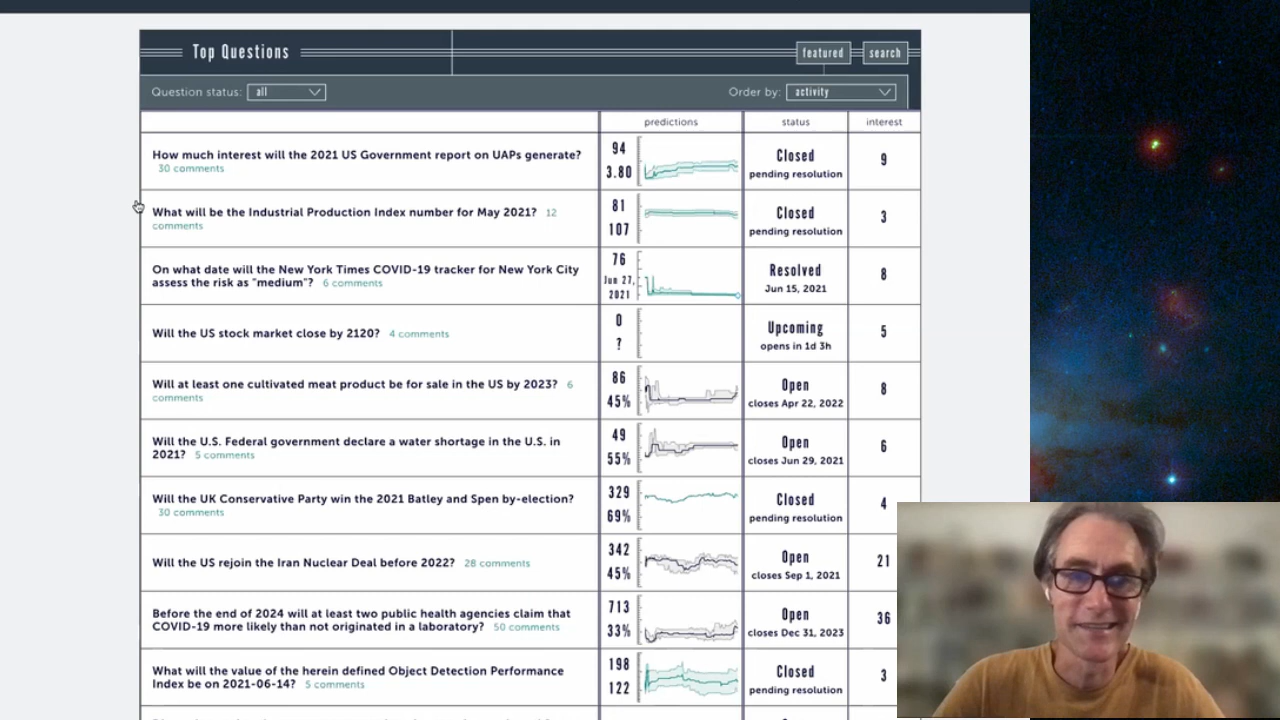 Top Questions
featured
search
Question status:
all
Order by:
activity
predictions
status
interest
How much interest will the 2021 US Government report on UAPs generate?
30 comments
94
3.80
Closed
pending resolution
9
What will be the Industrial Production Index number for May 2021? 12
comments
81
107
Closed
pending resolution
3
On what date will the New York Times COVID-19 tracker for New York City
assess the risk as "medium"? 6 comments
76
Jun 27,
2021
Resolved
Jun 15, 2021
8
Will the US stock market close by 2120? 4 comments
0
?
Upcoming
opens in 1d 3h
5
Will at least one cultivated meat product be for sale in the US by 2023? 6
comments
86
45%
Open
closes Apr 22, 2022
8
Will the U.S. Federal government declare a water shortage in the U.S. in
2021? 5 comments
49
55%
Open
closes Jun 29, 2021
6
Will the UK Conservative Party win the 2021 Batley and Spen by-election?
30 comments
329
69%
Closed
pending resolution
4
Will the US rejoin the Iran Nuclear Deal before 2022? 28 comments
342
45%
Open
closes Sep 1, 2021
21
Before the end of 2024 will at least two public health agencies claim that
COVID-19 more likely than not originated in a laboratory? 50 comments
713
33%
Open
closes Dec 31, 2023
36
What will the value of the herein defined Object Detection Performance
Index be on 2021-06-14? 5 comments
198
122
Closed
pending resolution
3